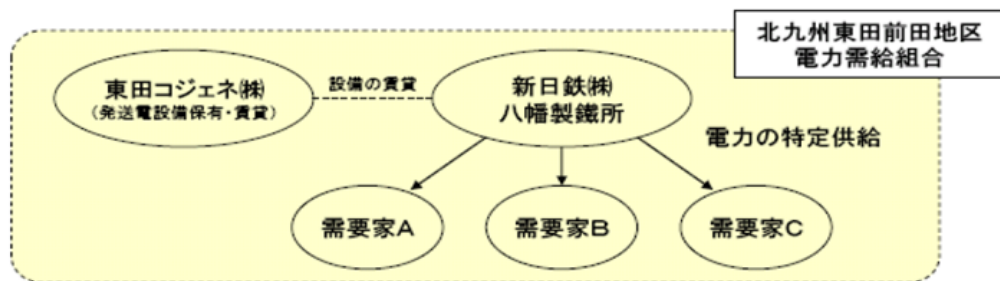 北九州東田前田地区
電力需給組合
東田コジェネ㈱
（発送電設備保有・賃貸）
設備の賃貸
新日鉄㈱
八幡製鐵所
電力の特定供給
需要家A
需要家B
需要家C